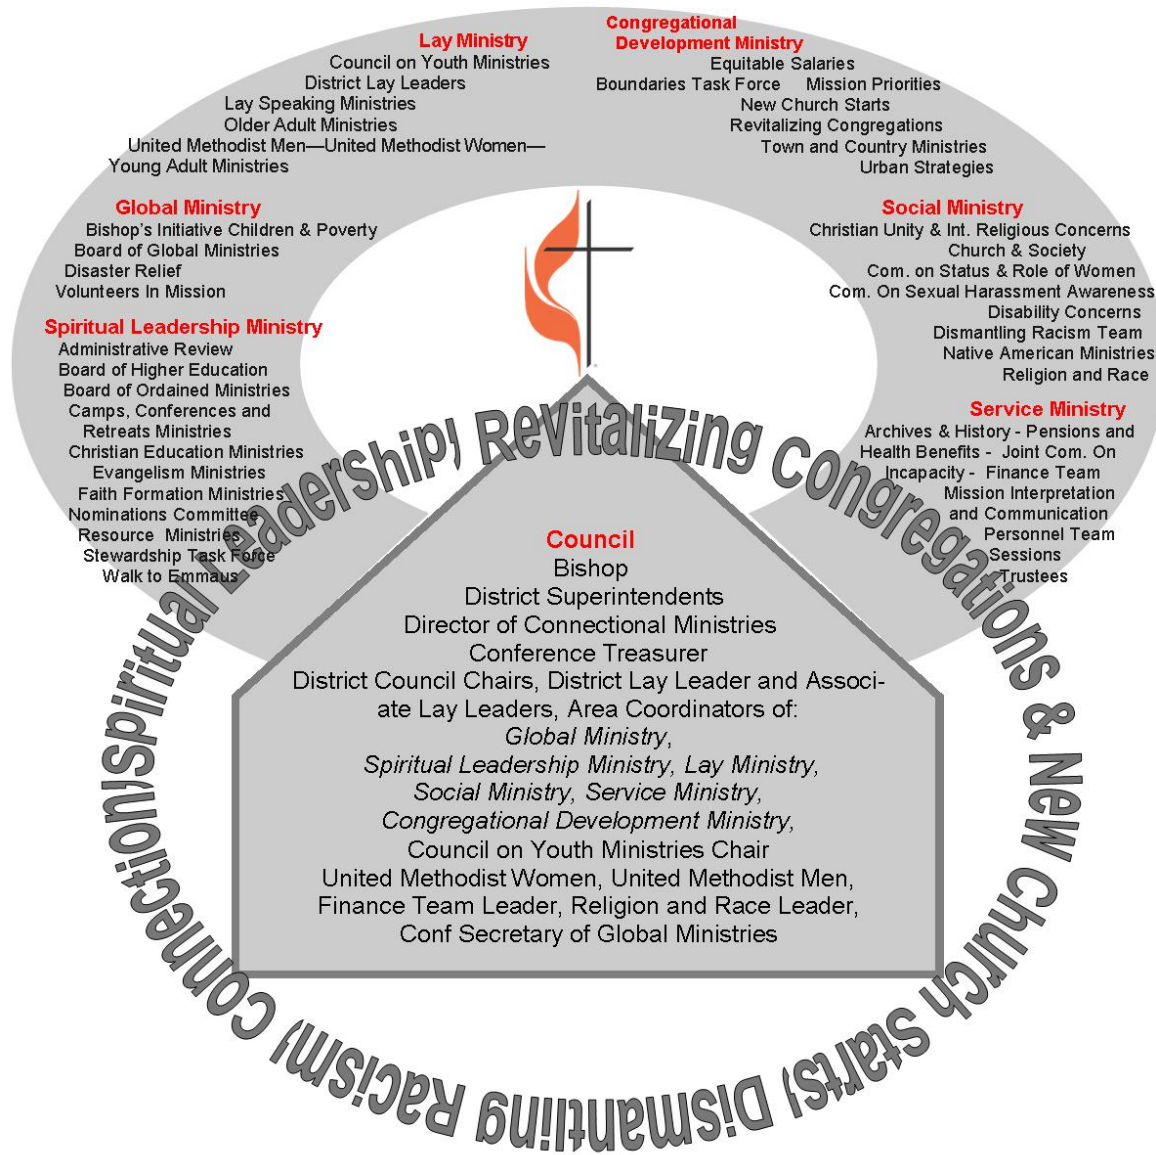 Lay Ministry
Council on Youth Ministries
District Lay Leaders
Lay Speaking Ministries
Older Adult Ministries
United Methodist Men—United Methodist Women—
Young Adult Ministries
Congregational
Development Ministry
Equitable Salaries
Boundaries Task Force Mission Priorities
New Church Starts
Revitalizing Congregations
Town and Country Ministries
Urban Strategies
Global Ministry
Bishop's Initiative Children & Poverty
Board of Global Ministries
Disaster Relief
Volunteers In Mission
Social Ministry
Christian Unity & Int. Religious Concerns
Church & Society
Com. on Status & Role of Women
Com. On Sexual Harassment Awareness
Disability Concerns
Dismantling Racism Team
Native American Ministries
Religion and Race
Spiritual Leadership Ministry
Administrative Review
Board of Higher Education
Board of Ordained Ministries
Camps, Conferences and
Retreats Ministries
Christian Education Ministries
Evangelism Ministries
Faith Formation Ministries
Nominations Committee
Resource Ministries
Stewardship Task Force
Walk to Emmaus
Service Ministry
Archives & History - Pensions and
Health Benefits - Joint Com. On
Incapacity - Finance Team
Mission Interpretation
and Communication
Personnel Team
Sessions
Trustees
Spiritual Leadership, ReVitaliZing Congregations & New Church Starts, Dismantling Racism, Connection,
Council
Bishop
District Superintendents
Director of Connectional Ministries
Conference Treasurer
District Council Chairs, District Lay Leader and Associ-
ate Lay Leaders, Area Coordinators of:
Global Ministry,
Spiritual Leadership Ministry, Lay Ministry,
Social Ministry, Service Ministry,
Congregational Development Ministry,
Council on Youth Ministries Chair
United Methodist Women, United Methodist Men,
Finance Team Leader, Religion and Race Leader,
Conf Secretary of Global Ministries